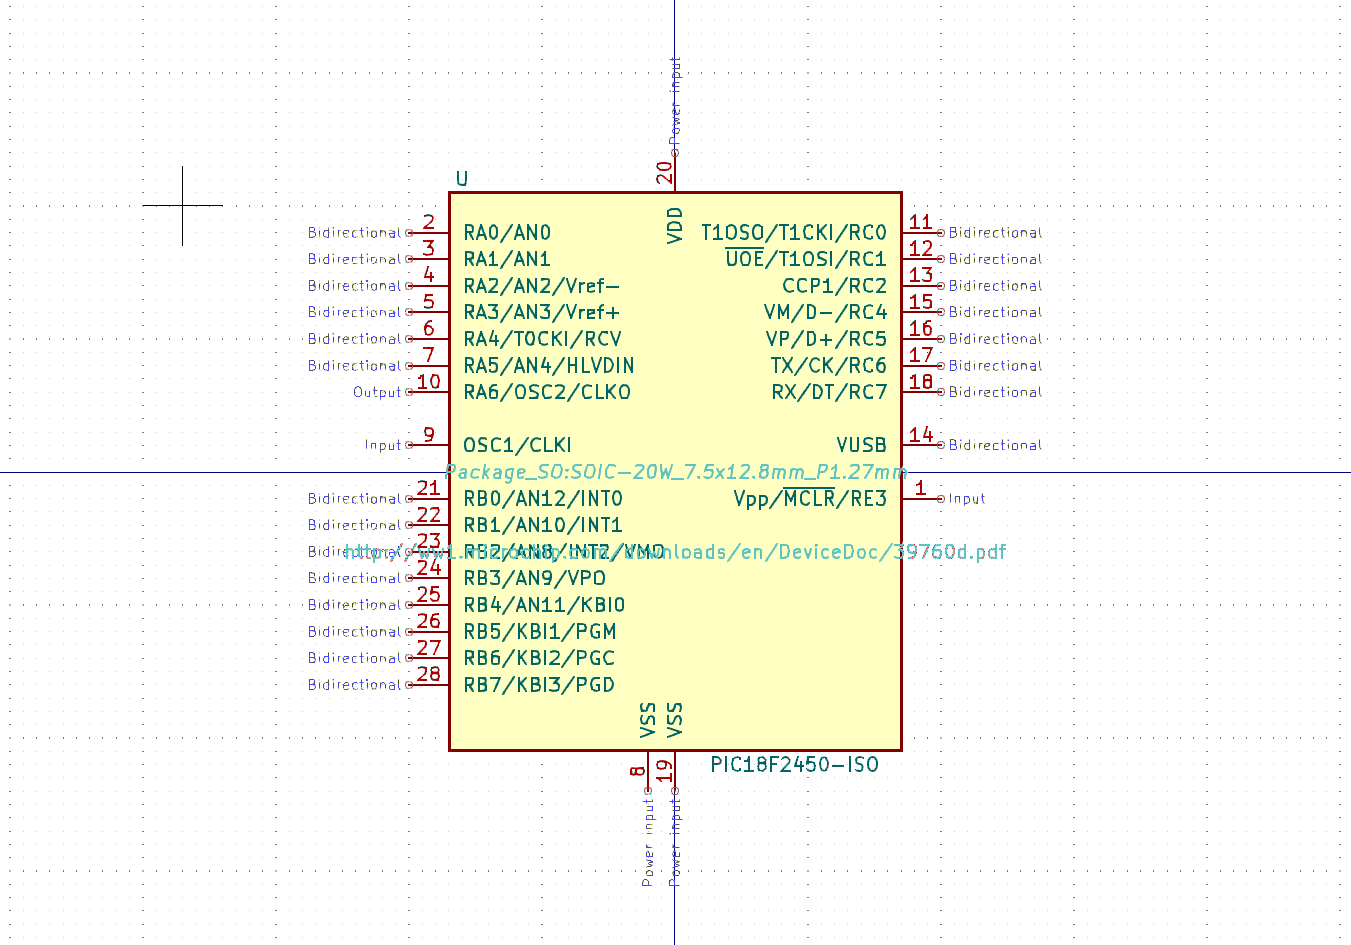 Power input
20
U
VDD
Bidirectional 2 RA0/AN0 T1OSO/T1CKI/RC0 11 Bidirectional
Bidirectional 3 RA1/AN1 UOE/T1OSI/RC1 12 Bidirectional
Bidirectional 4 RA2/AN2/Vref- CCP1/RC2 13 Bidirectional
Bidirectional 5 RA3/AN3/Vref+ VM/D-/RC4 15 Bidirectional
Bidirectional 6 RA4/T0CKI/RCV VP/D+/RC5 16 Bidirectional
Bidirectional 7 RA5/AN4/HLVDIN TX/CK/RC6 17 Bidirectional
Output 10 RA6/OSC2/CLKO RX/DT/RC7 18 Bidirectional
Input 9 OSC1/CLKI VUSB 14 Bidirectional
Package_SO:SOIC-20W_7.5x12.8mm_P1.27mm
Bidirectional 21 RB0/AN12/INT0 Vpp/MCLR/RE3 1 Input
Bidirectional 22 RB1/AN10/INT1
Bidirectional 23 RB2/AN8/INT2/VMO
http://ww1.microchip.com/downloads/en/DeviceDoc/39760d.pdf
Bidirectional 24 RB3/AN9/VPO
Bidirectional 25 RB4/AN11/KBI0
Bidirectional 26 RB5/KBI1/PGM
Bidirectional 27 RB6/KBI2/PGC
Bidirectional 28 RB7/KBI3/PGD
VSS VSS
8 19
PIC18F2450-ISO
Power input Power input